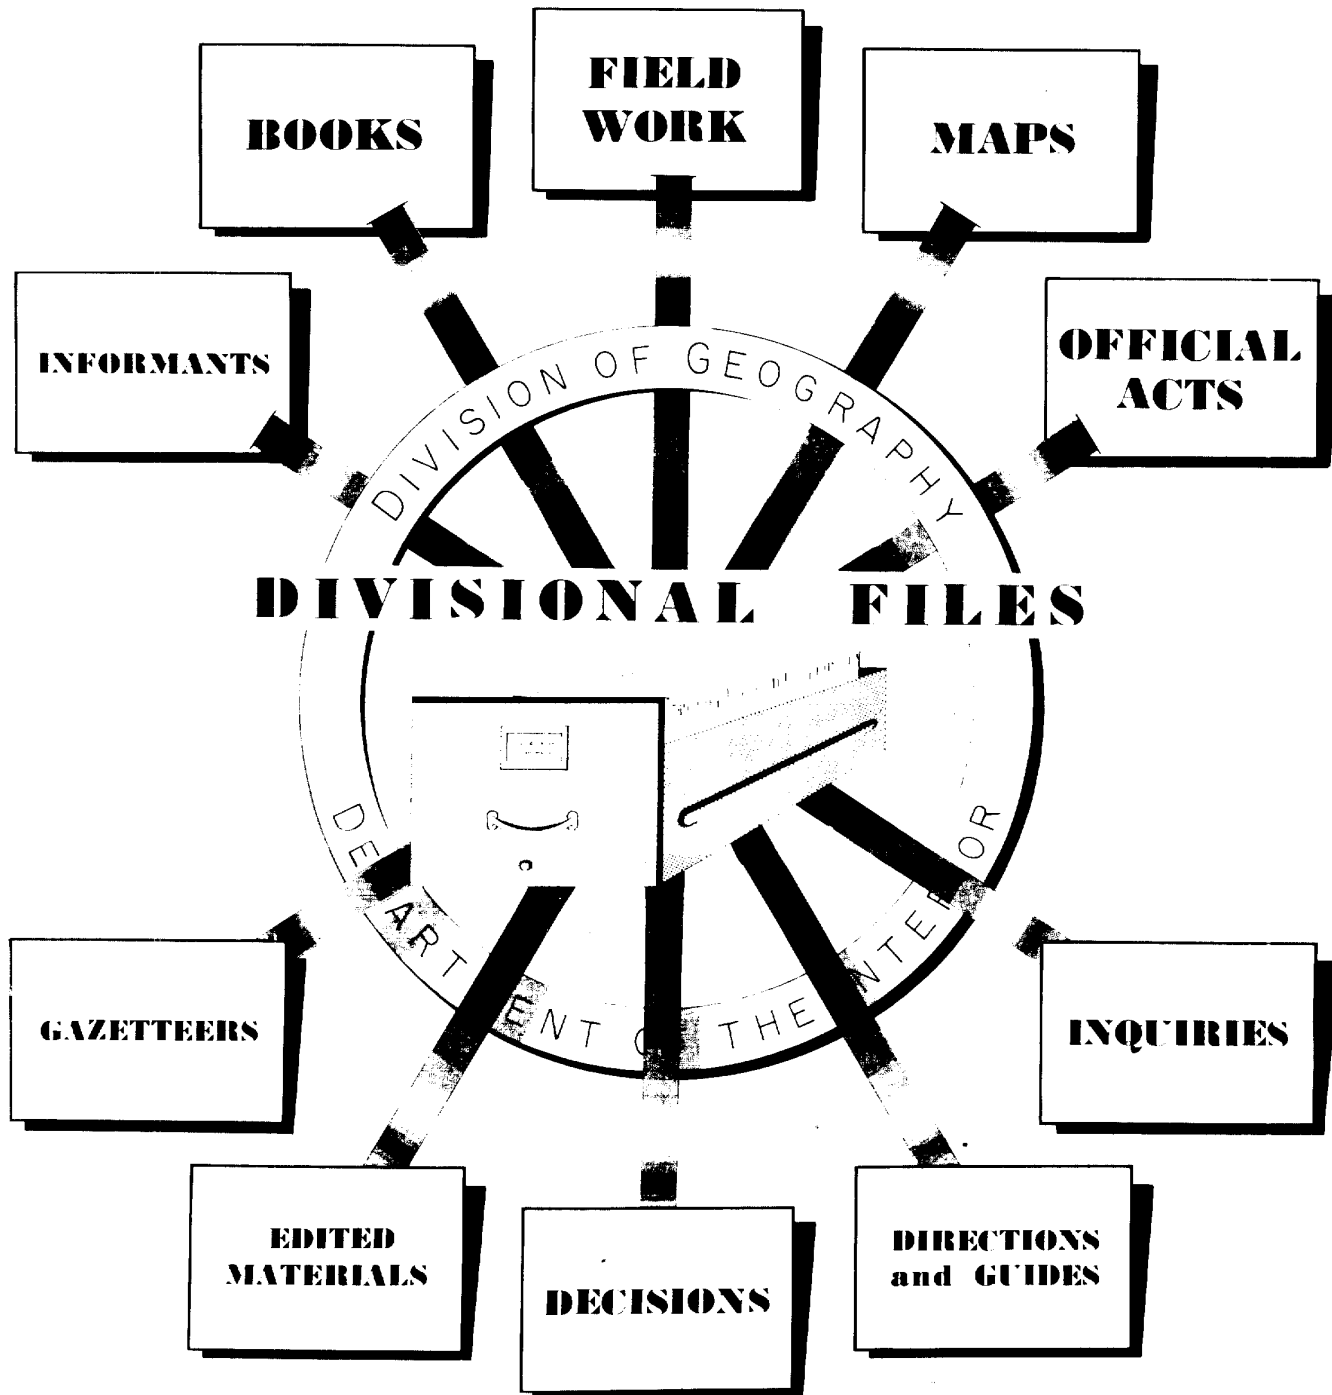 FIELD
WORK
BOOKS
MAPS
INFORMANTS
OFFICIAL
ACTS
DIVISION OF GEOGRAPHY
DIVISIONAL FILES
DEPARTMENT OF THE INTERIOR
GAZETTEERS
INQUIRIES
EDITED
MATERIALS
DECISIONS
DIRECTIONS
and GUIDES